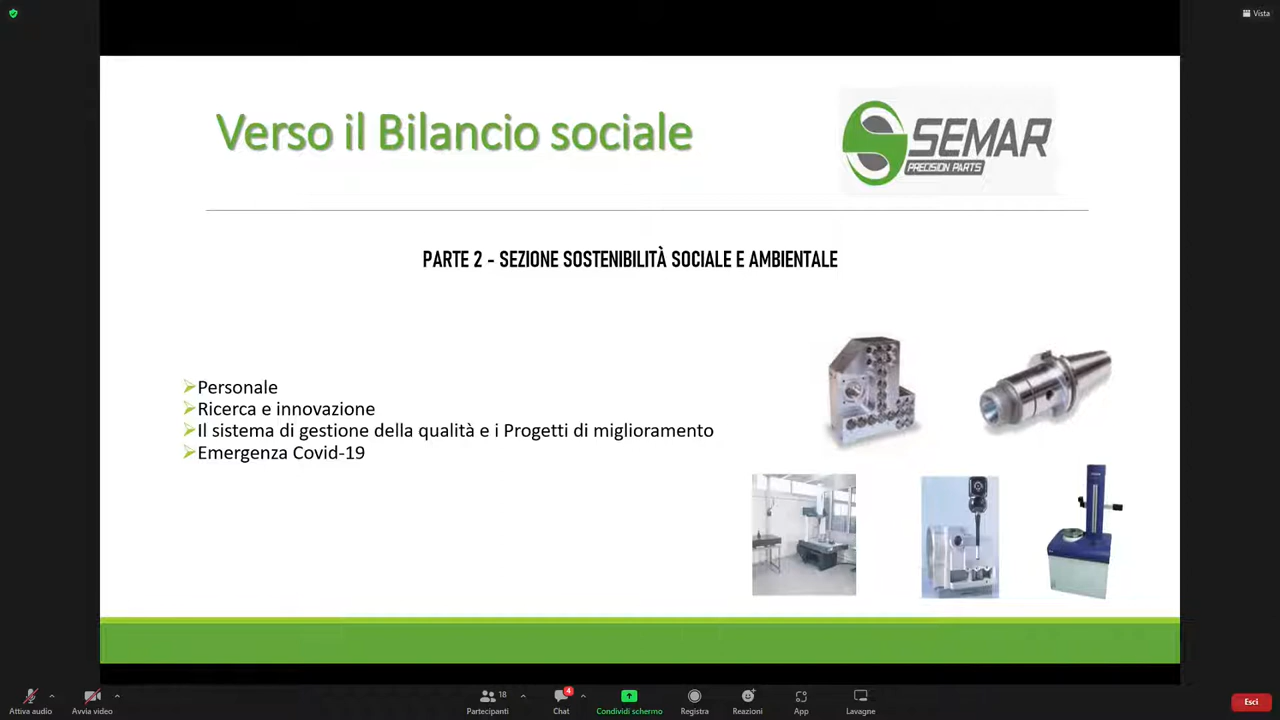 Vista
Verso il Bilancio sociale
SEMAR
PRECISION PARTS
PARTE 2 - SEZIONE SOSTENIBILITÀ SOCIALE E AMBIENTALE
Personale
Ricerca e innovazione
Il sistema di gestione della qualità e i Progetti di miglioramento
Emergenza Covid-19
18
4
Attiva audio
Avvia video
Partecipanti
Chat
Condividi schermo
Registra
Reazioni
App
Lavagne
Esci